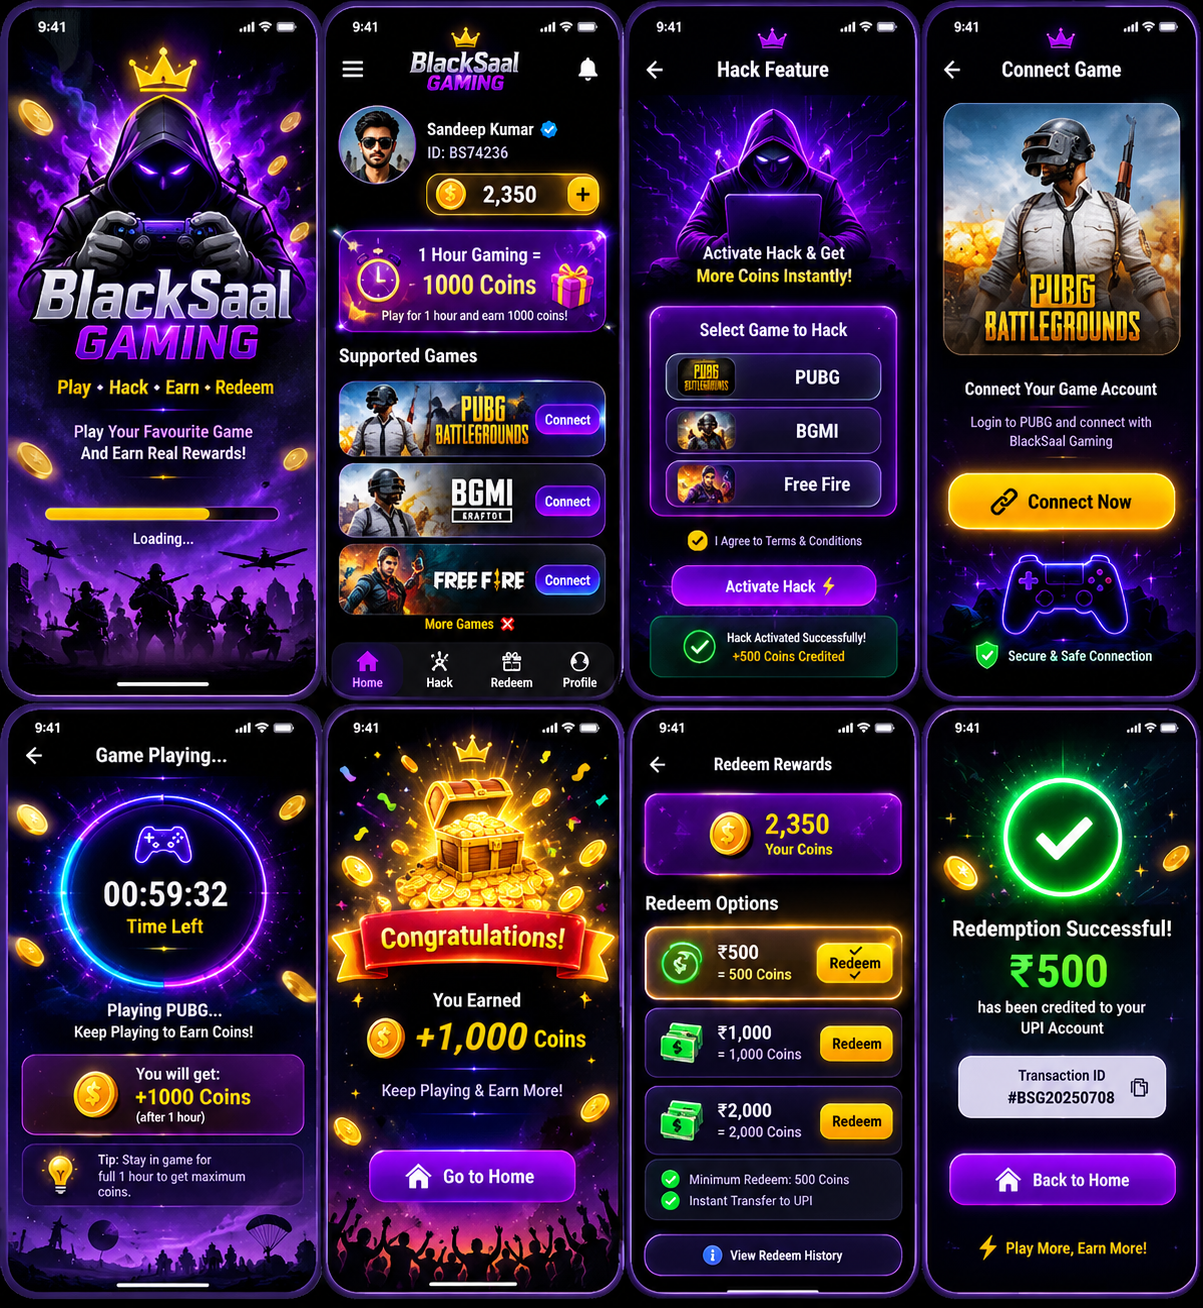 9:41
BlackSaal
GAMING
Play • Hack • Earn • Redeem
Play Your Favourite Game
And Earn Real Rewards!
Loading...
9:41
BlackSaal
GAMING
Sandeep Kumar
ID: BS74236
$ 2,350 +
1 Hour Gaming =
1000 Coins
Play for 1 hour and earn 1000 coins!
Supported Games
PUBG
BATTLEGROUNDS
Connect
BGMI
KRAFTON
Connect
FREE FIRE
Connect
More Games
Home
Hack
Redeem
Profile
9:41
Hack Feature
Activate Hack & Get
More Coins Instantly!
Select Game to Hack
PUBG
BATTLEGROUNDS
PUBG
BGMI
Free Fire
I Agree to Terms & Conditions
Activate Hack
Hack Activated Successfully!
+500 Coins Credited
9:41
Connect Game
PUBG
BATTLEGROUNDS
Connect Your Game Account
Login to PUBG and connect with
BlackSaal Gaming
Connect Now
Secure & Safe Connection
9:41
Game Playing...
00:59:32
Time Left
Playing PUBG...
Keep Playing to Earn Coins!
You will get:
$ +1000 Coins
(after 1 hour)
Tip: Stay in game for
full 1 hour to get maximum
coins.
9:41
Congratulations!
You Earned
$ +1,000 Coins
Keep Playing & Earn More!
Go to Home
9:41
Redeem Rewards
$ 2,350
Your Coins
Redeem Options
₹500
= 500 Coins
Redeem
₹1,000
= 1,000 Coins
Redeem
₹2,000
= 2,000 Coins
Redeem
Minimum Redeem: 500 Coins
Instant Transfer to UPI
View Redeem History
9:41
Redemption Successful!
₹500
has been credited to your
UPI Account
Transaction ID
#BSG20250708
Back to Home
Play More, Earn More!